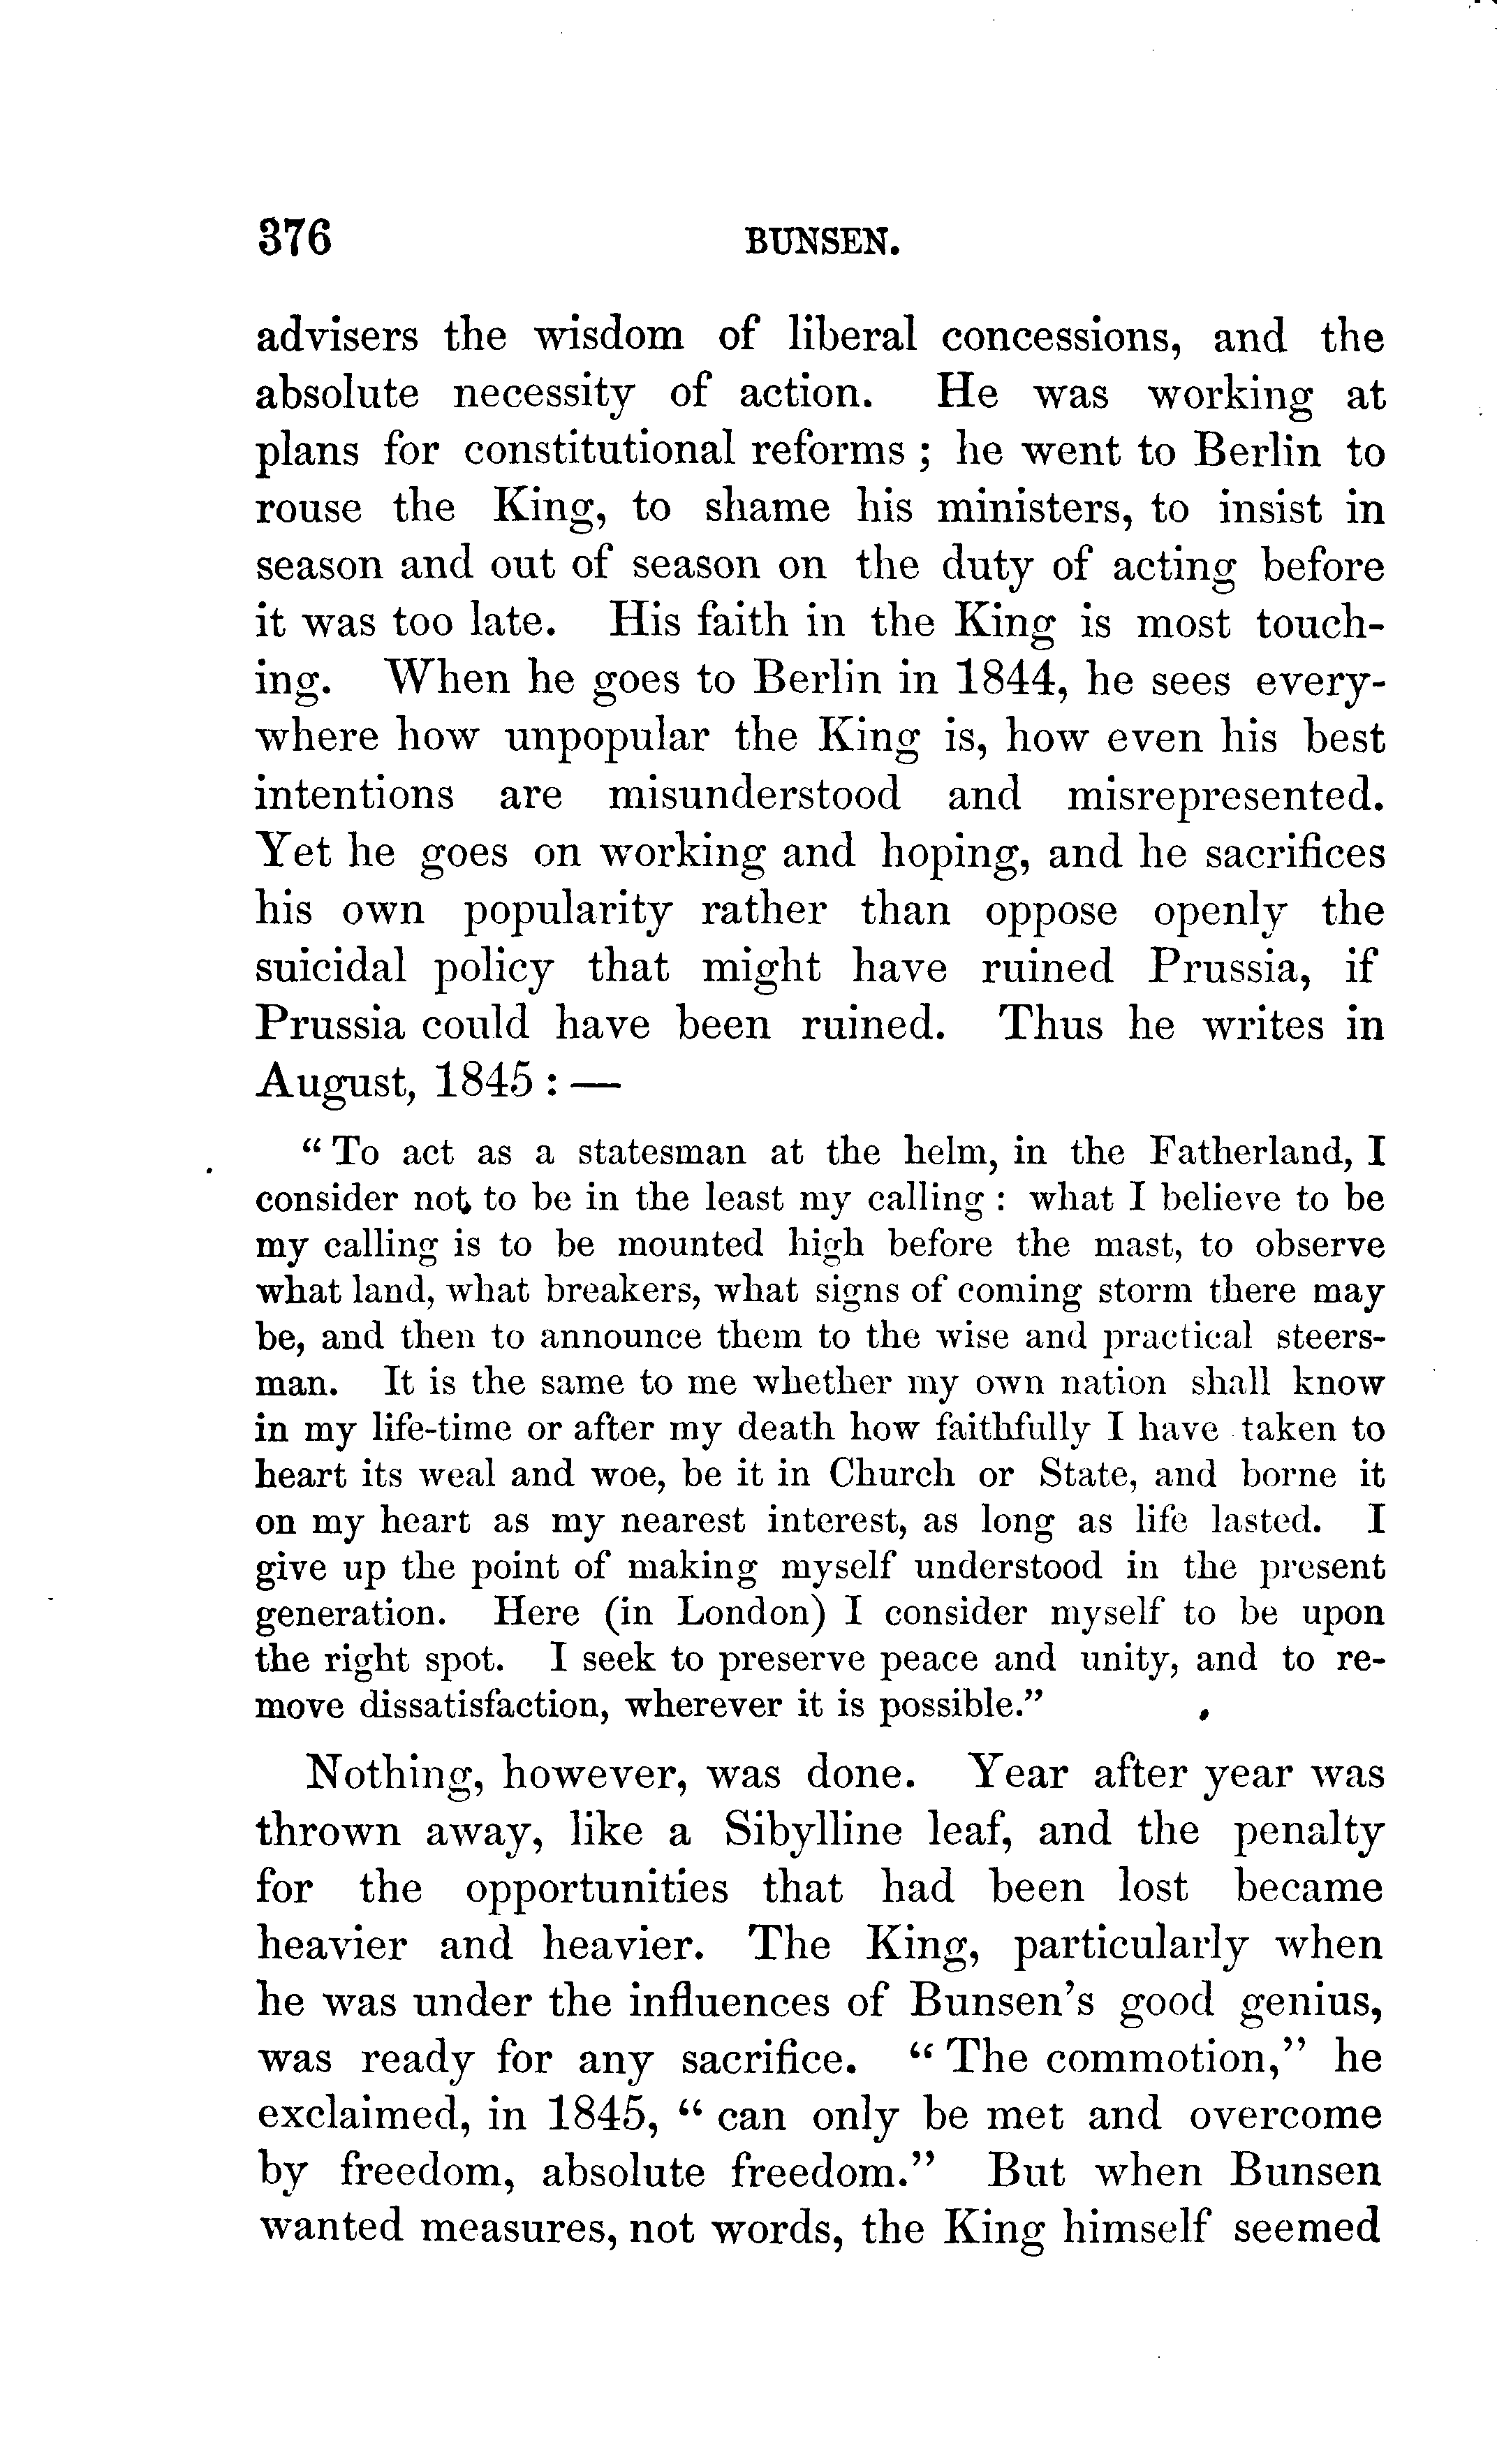 376 BUNSEN.
advisers the wisdom of liberal concessions, and the
absolute necessity of action. He was working at
plans for constitutional reforms ; he went to Berlin to
rouse the King, to shame his ministers, to insist in
season and out of season on the duty of acting before
it was too late. His faith in the King is most touch-
ing. When he goes to Berlin in 1844, he sees every-
where how unpopular the King is, how even his best
intentions are misunderstood and misrepresented.
Yet he goes on working and hoping, and he sacrifices
his own popularity rather than oppose openly the
suicidal policy that might have ruined Prussia, if
Prussia could have been ruined. Thus he writes in
August, 1845 : —
“ To act as a statesman at the helm, in the Fatherland, I
consider not to be in the least my calling : what I believe to be
my calling is to be mounted high before the mast, to observe
what land, what breakers, what signs of coming storm there may
be, and then to announce them to the wise and practical steers-
man. It is the same to me whether my own nation shall know
in my life-time or after my death how faithfully I have taken to
heart its weal and woe, be it in Church or State, and borne it
on my heart as my nearest interest, as long as life lasted. I
give up the point of making myself understood in the present
generation. Here (in London) I consider myself to be upon
the right spot. I seek to preserve peace and unity, and to re-
move dissatisfaction, wherever it is possible.”
Nothing, however, was done. Year after year was
thrown away, like a Sibylline leaf, and the penalty
for the opportunities that had been lost became
heavier and heavier. The King, particularly when
he was under the influences of Bunsen’s good genius,
was ready for any sacrifice. “ The commotion,” he
exclaimed, in 1845, “ can only be met and overcome
by freedom, absolute freedom.” But when Bunsen
wanted measures, not words, the King himself seemed